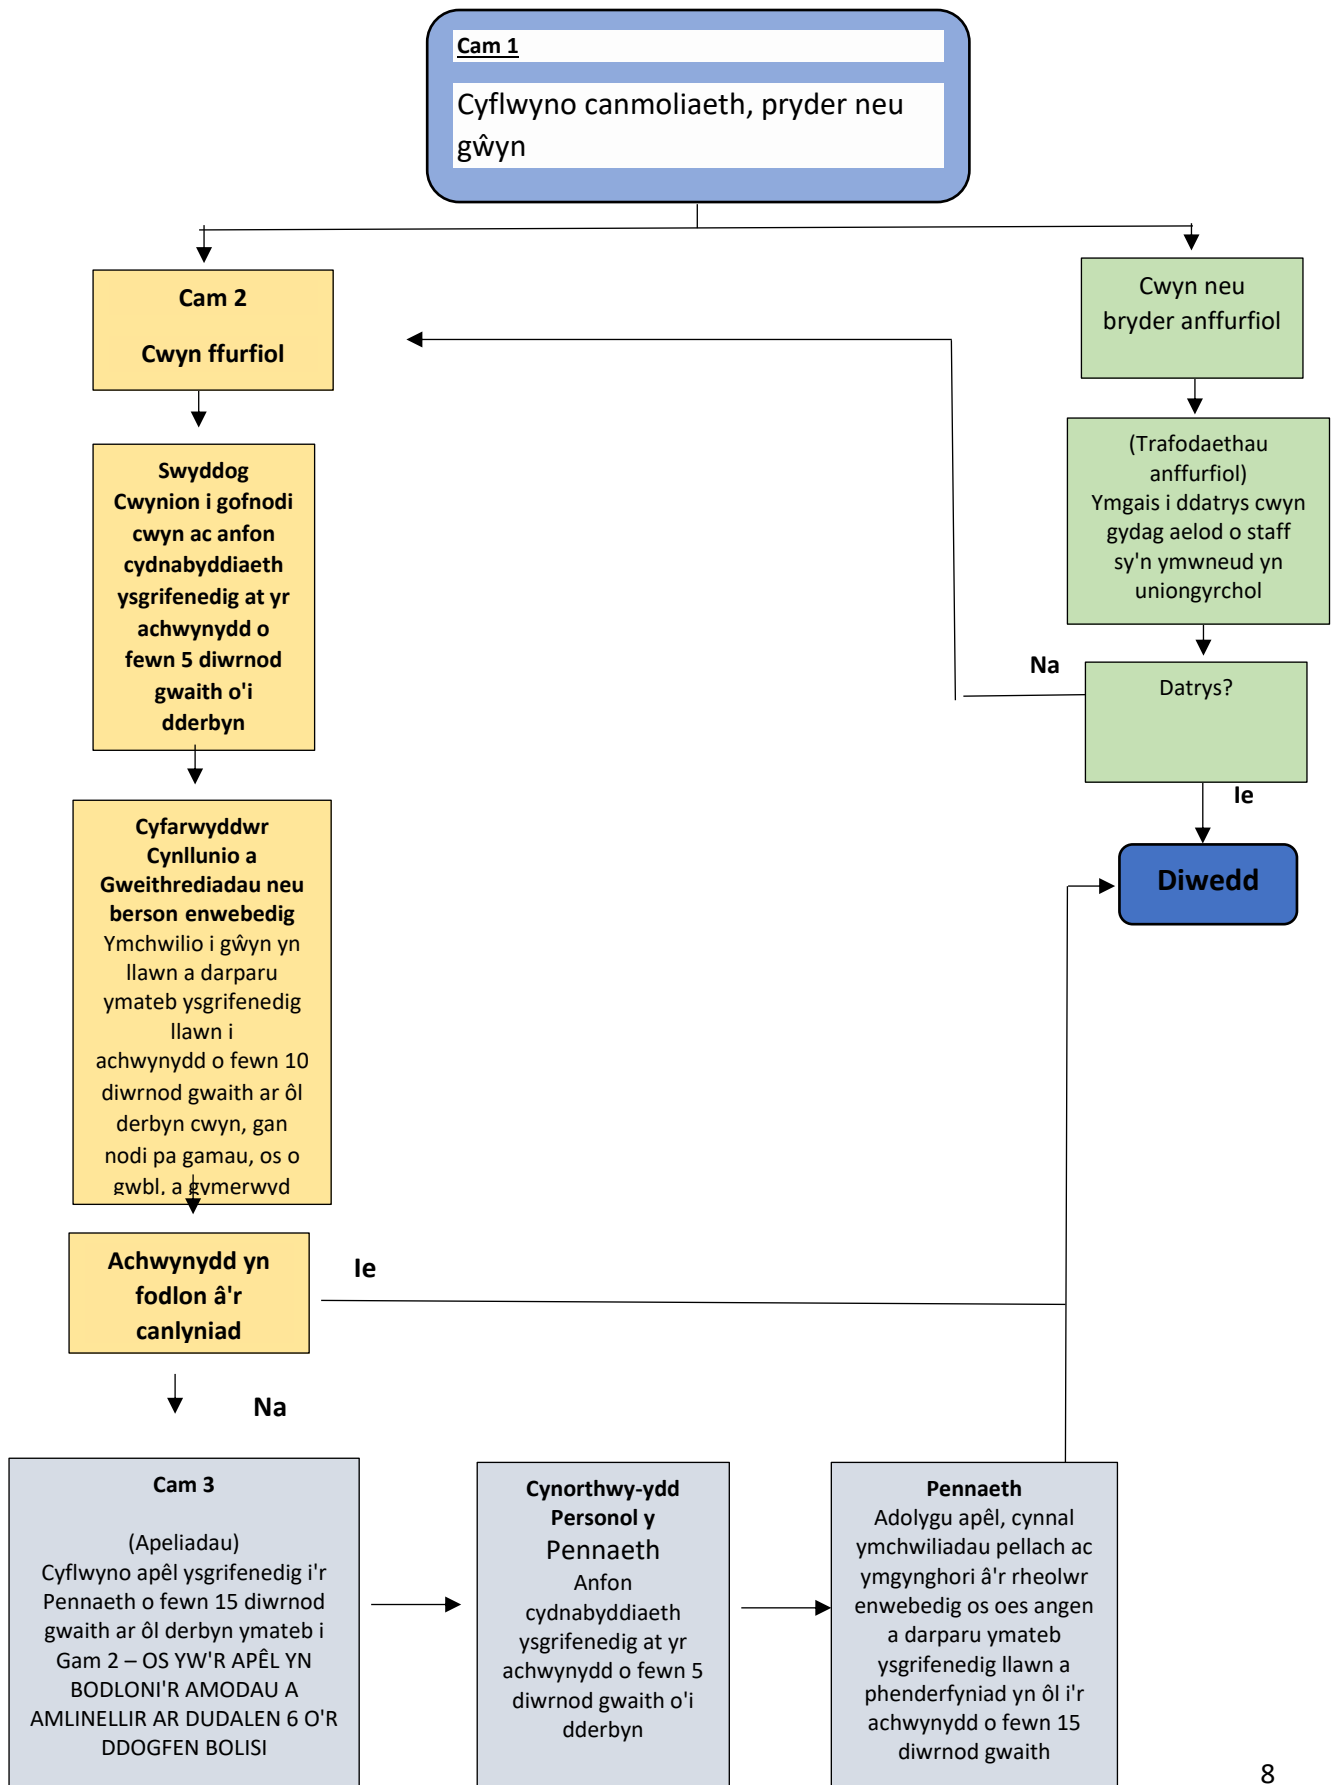 Cam 1
Cyflwyno canmoliaeth, pryder neu
gŵyn
Cam 2
Cwyn ffurfiol
Cwyn neu
bryder anffurfiol
Swyddog
Cwynion i gofnodi
cwyn ac anfon
cydnabyddiaeth
ysgrifenedig at yr
achwynydd o
fewn 5 diwrnod
gwaith o'i
dderbyn
(Trafodaethau
anffurfiol)
Ymgais i ddatrys cwyn
gydag aelod o staff
sy'n ymwneud yn
uniongyrchol
Na
Datrys?
Ie
Diwedd
Cyfarwyddwr
Cynllunio a
Gweithrediadau neu
berson enwebedig
Ymchwilio i gŵyn yn
llawn a darparu
ymateb ysgrifenedig
llawn i
achwynydd o fewn 10
diwrnod gwaith ar ôl
derbyn cwyn, gan
nodi pa gamau, os o
gwbl, a gymerwyd
Achwynydd yn
fodlon â'r
canlyniad
Ie
Na
Cam 3
(Apeliadau)
Cyflwyno apêl ysgrifenedig i'r
Pennaeth o fewn 15 diwrnod
gwaith ar ôl derbyn ymateb i
Gam 2 – OS YW'R APÊL YN
BODLONI'R AMODAU A
AMLINELLIR AR DUDALEN 6 O'R
DDOGFEN BOLISI
Cynorthwy-ydd
Personol y
Pennaeth
Anfon
cydnabyddiaeth
ysgrifenedig at yr
achwynydd o fewn 5
diwrnod gwaith o'i
dderbyn
Pennaeth
Adolygu apêl, cynnal
ymchwiliadau pellach ac
ymgynghori â'r rheolwr
enwebedig os oes angen
a darparu ymateb
ysgrifenedig llawn a
phenderfyniad yn ôl i'r
achwynydd o fewn 15
diwrnod gwaith
8